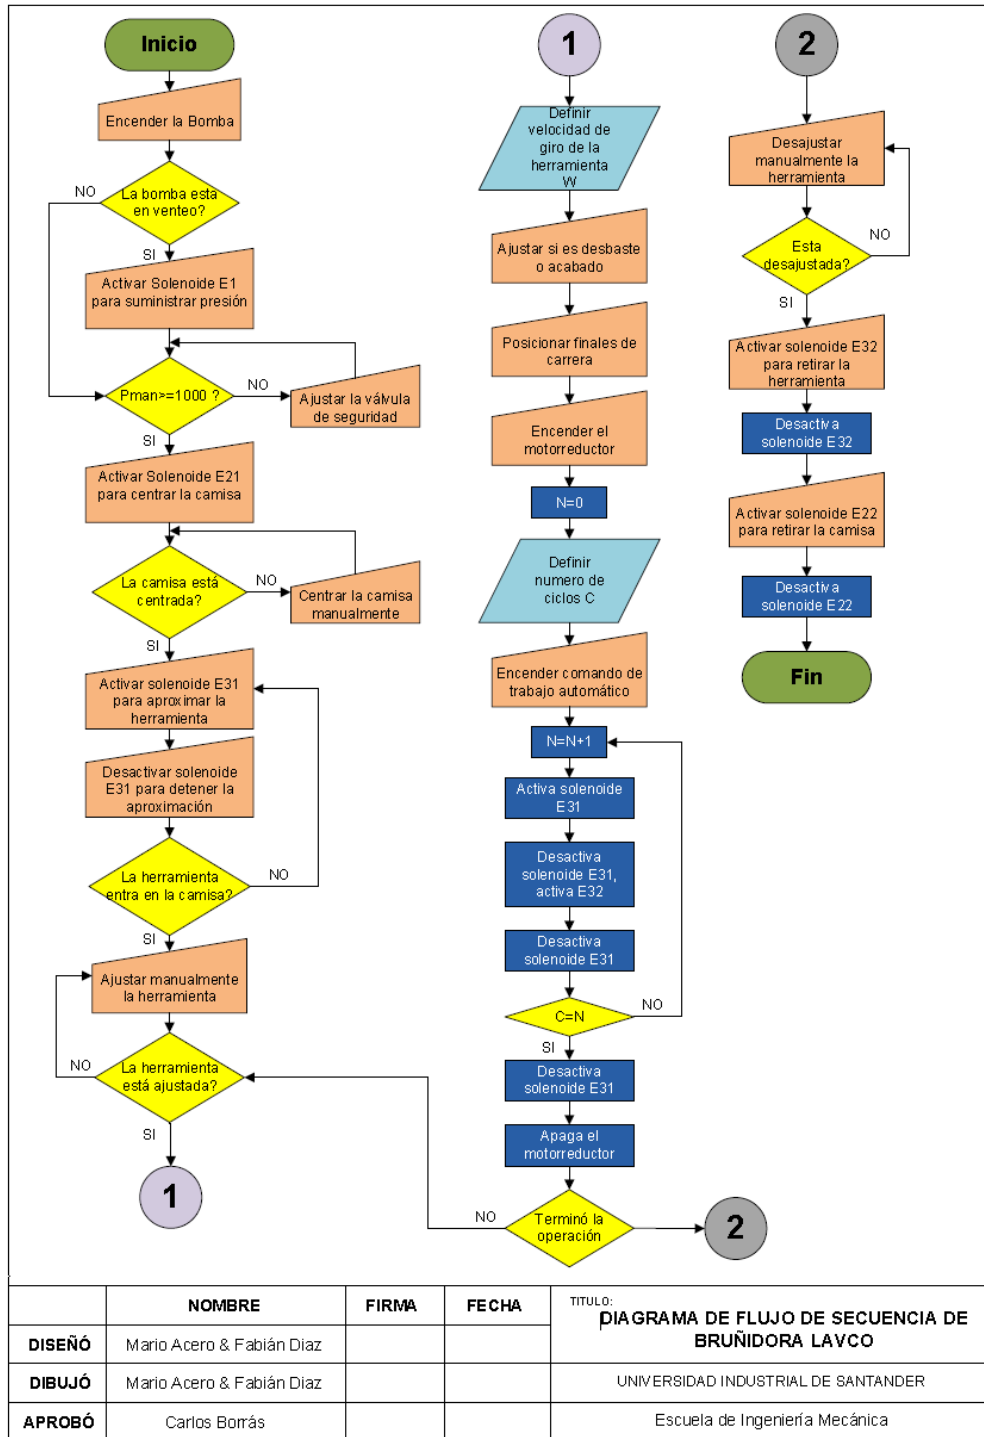 Inicio
Encender la Bomba
La bomba esta
en venteo?
NO
SI
Activar Solenoide E1
para suministrar presión
Pman>=1000 ?
NO
Ajustar la válvula
de seguridad
SI
Activar Solenoide E21
para centrar la camisa
La camisa está
centrada?
NO
Centrar la camisa
manualmente
SI
Activar solenoide E31
para aproximar la
herramienta
Desactivar solenoide
E31 para detener la
aproximación
La herramienta
entra en la camisa?
NO
SI
Ajustar manualmente
la herramienta
La herramienta
está ajustada?
NO
SI
1
1
Definir
velocidad de
giro de la
herramienta
W
Ajustar si es desbaste
o acabado
Posicionar finales de
carrera
Encender el
motorreductor
N=0
Definir
numero de
ciclos C
Encender comando de
trabajo automático
N=N+1
Activa solenoide
E31
Desactiva
solenoide E31,
activa E32
Desactiva
solenoide E31
C=N
NO
SI
Desactiva
solenoide E31
Apaga el
motorreductor
Terminó la
operación
NO
2
2
Desajustar
manualmente la
herramienta
Esta
desajustada?
NO
SI
Activar solenoide E32
para retirar la
herramienta
Desactiva
solenoide E32
Activar solenoide E22
para retirar la camisa
Desactiva
solenoide E22
Fin
NOMBRE
FIRMA
FECHA
TITULO:
DIAGRAMA DE FLUJO DE SECUENCIA DE
BRUÑIDORA LAVCO
DISEÑÓ
Mario Acero & Fabián Diaz
DIBUJÓ
Mario Acero & Fabián Diaz
UNIVERSIDAD INDUSTRIAL DE SANTANDER
APROBÓ
Carlos Borrás
Escuela de Ingeniería Mecánica